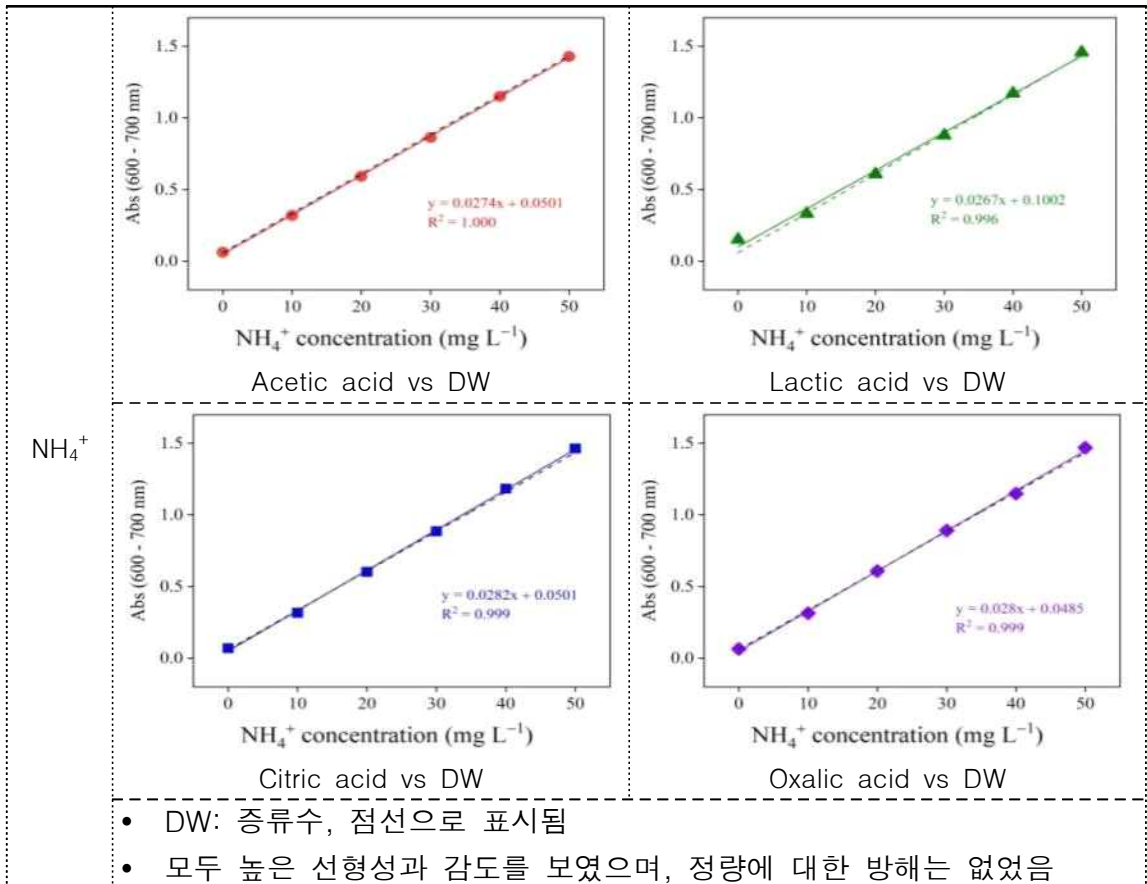 1.5
1.0
0.5
0.0
Abs (600 - 700 nm)
y = 0.0274x + 0.0501
R² = 1.000
0 10 20 30 40 50
NH₄⁺ concentration (mg L⁻¹)
Acetic acid vs DW
1.5
1.0
0.5
0.0
Abs (600 - 700 nm)
y = 0.0267x + 0.1002
R² = 0.996
0 10 20 30 40 50
NH₄⁺ concentration (mg L⁻¹)
Lactic acid vs DW
NH₄⁺
1.5
1.0
0.5
0.0
Abs (600 - 700 nm)
y = 0.0282x + 0.0501
R² = 0.999
0 10 20 30 40 50
NH₄⁺ concentration (mg L⁻¹)
Citric acid vs DW
1.5
1.0
0.5
0.0
Abs (600 - 700 nm)
y = 0.028x + 0.0485
R² = 0.999
0 10 20 30 40 50
NH₄⁺ concentration (mg L⁻¹)
Oxalic acid vs DW
• DW: 증류수, 점선으로 표시됨
• 모두 높은 선형성과 감도를 보였으며, 정량에 대한 방해는 없었음